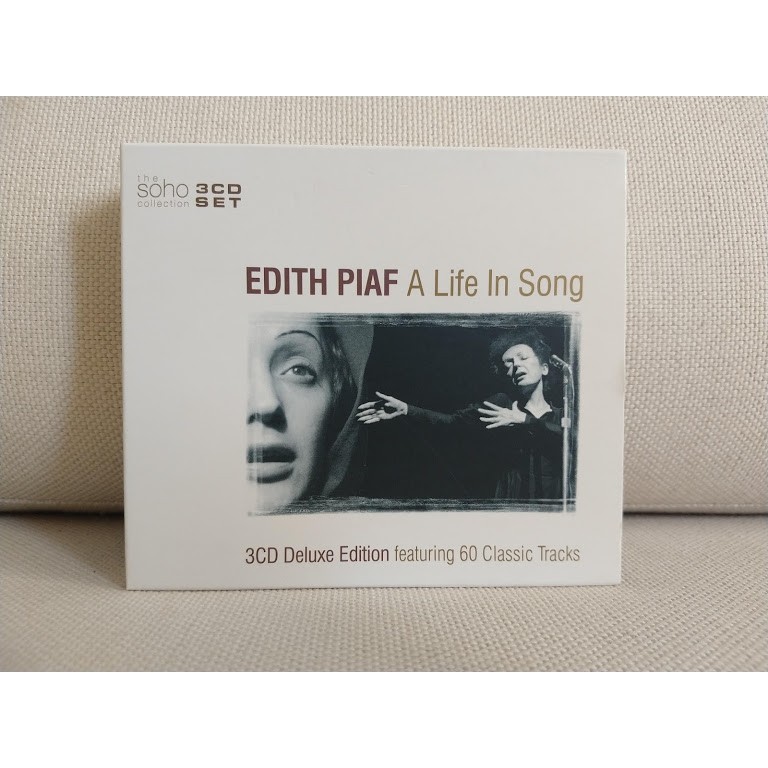 the
soho
collection
3CD
SET
EDITH PIAF A Life In Song
3CD Deluxe Edition featuring 60 Classic Tracks